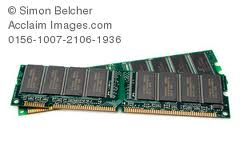 © Simon Belcher
Acclaim Images.com
0156-1007-2106-1936